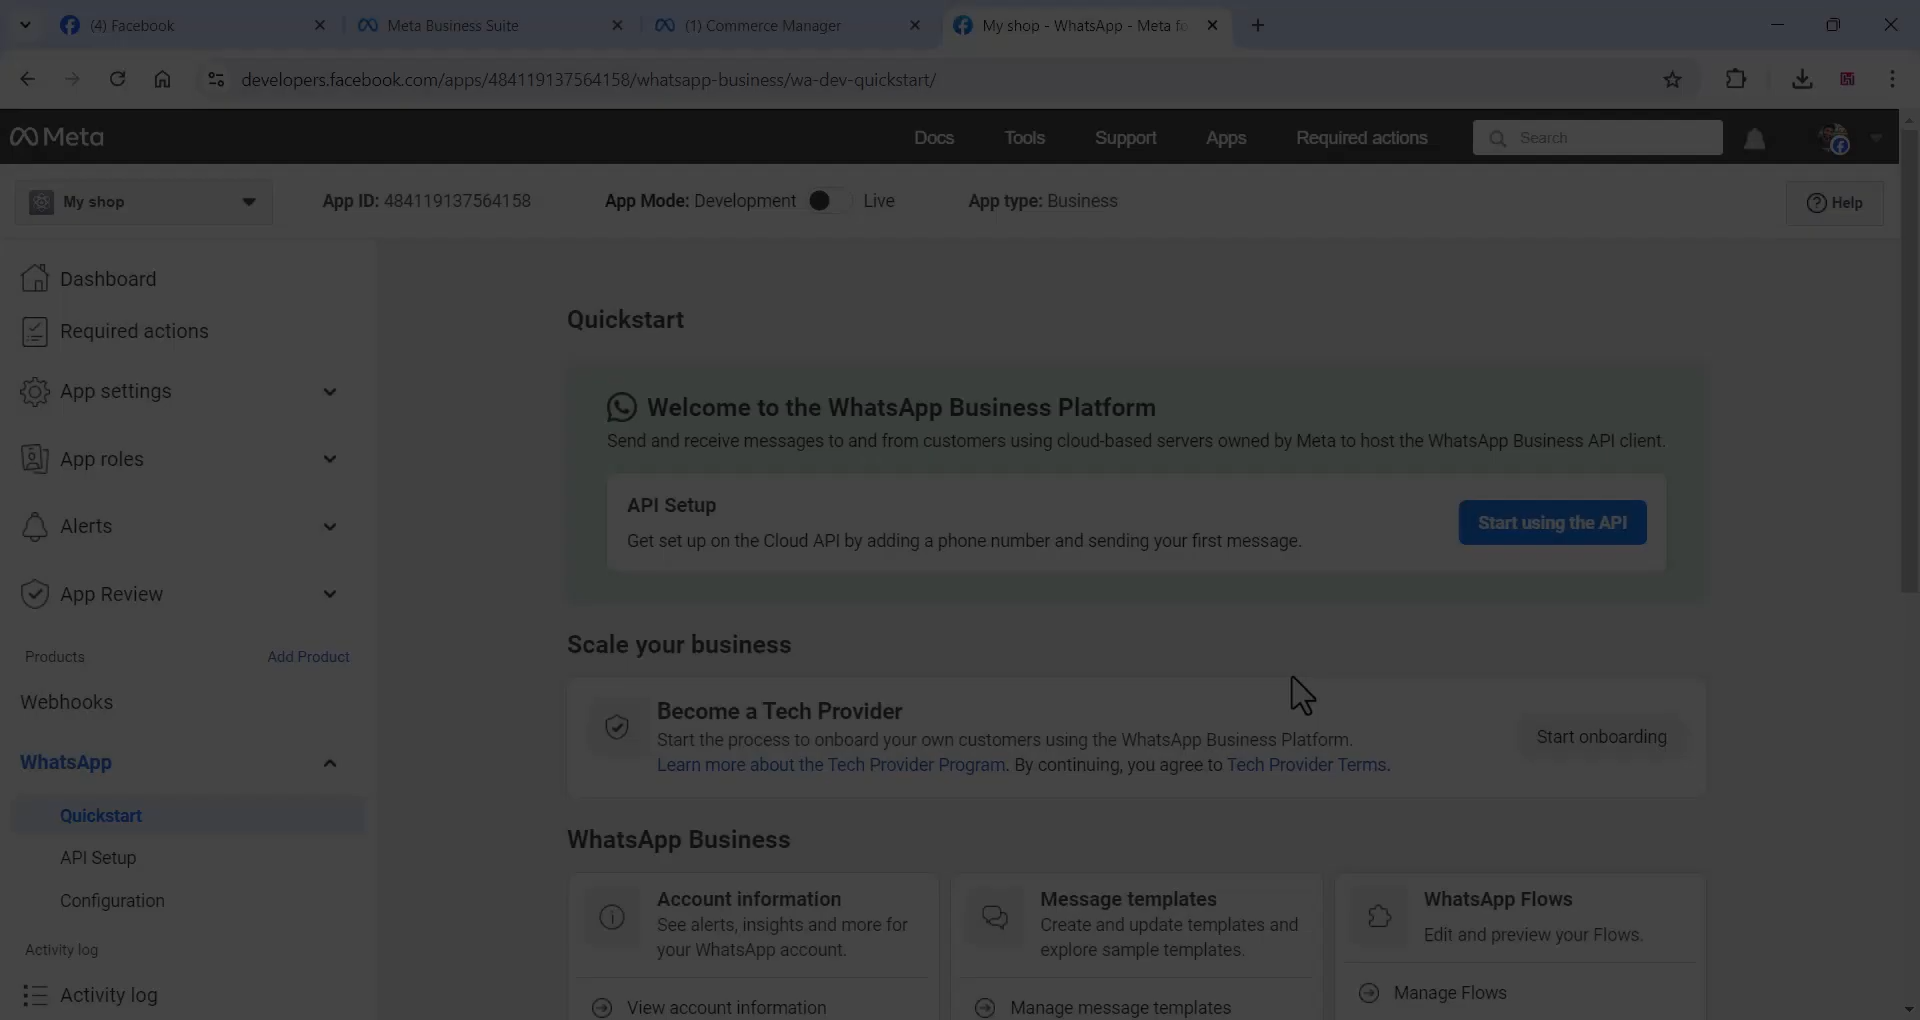 (4) Facebook
Meta Business Suite
(1) Commerce Manager
My shop - WhatsApp - Meta fo
developers.facebook.com/apps/484119137564158/whatsapp-business/wa-dev-quickstart/
Meta
Docs
Tools
Support
Apps
Required actions
Search
My shop
App ID: 484119137564158
App Mode: Development
Live
App type: Business
Help
Dashboard
Required actions
App settings
App roles
Alerts
App Review
Products
Add Product
Webhooks
WhatsApp
Quickstart
API Setup
Configuration
Activity log
Activity log
Quickstart
Welcome to the WhatsApp Business Platform
Send and receive messages to and from customers using cloud-based servers owned by Meta to host the WhatsApp Business API client.
API Setup
Get set up on the Cloud API by adding a phone number and sending your first message.
Start using the API
Scale your business
Become a Tech Provider
Start the process to onboard your own customers using the WhatsApp Business Platform.
Learn more about the Tech Provider Program. By continuing, you agree to Tech Provider Terms.
Start onboarding
WhatsApp Business
Account information
See alerts, insights and more for
your WhatsApp account.
View account information
Message templates
Create and update templates and
explore sample templates.
Manage message templates
WhatsApp Flows
Edit and preview your Flows.
Manage Flows